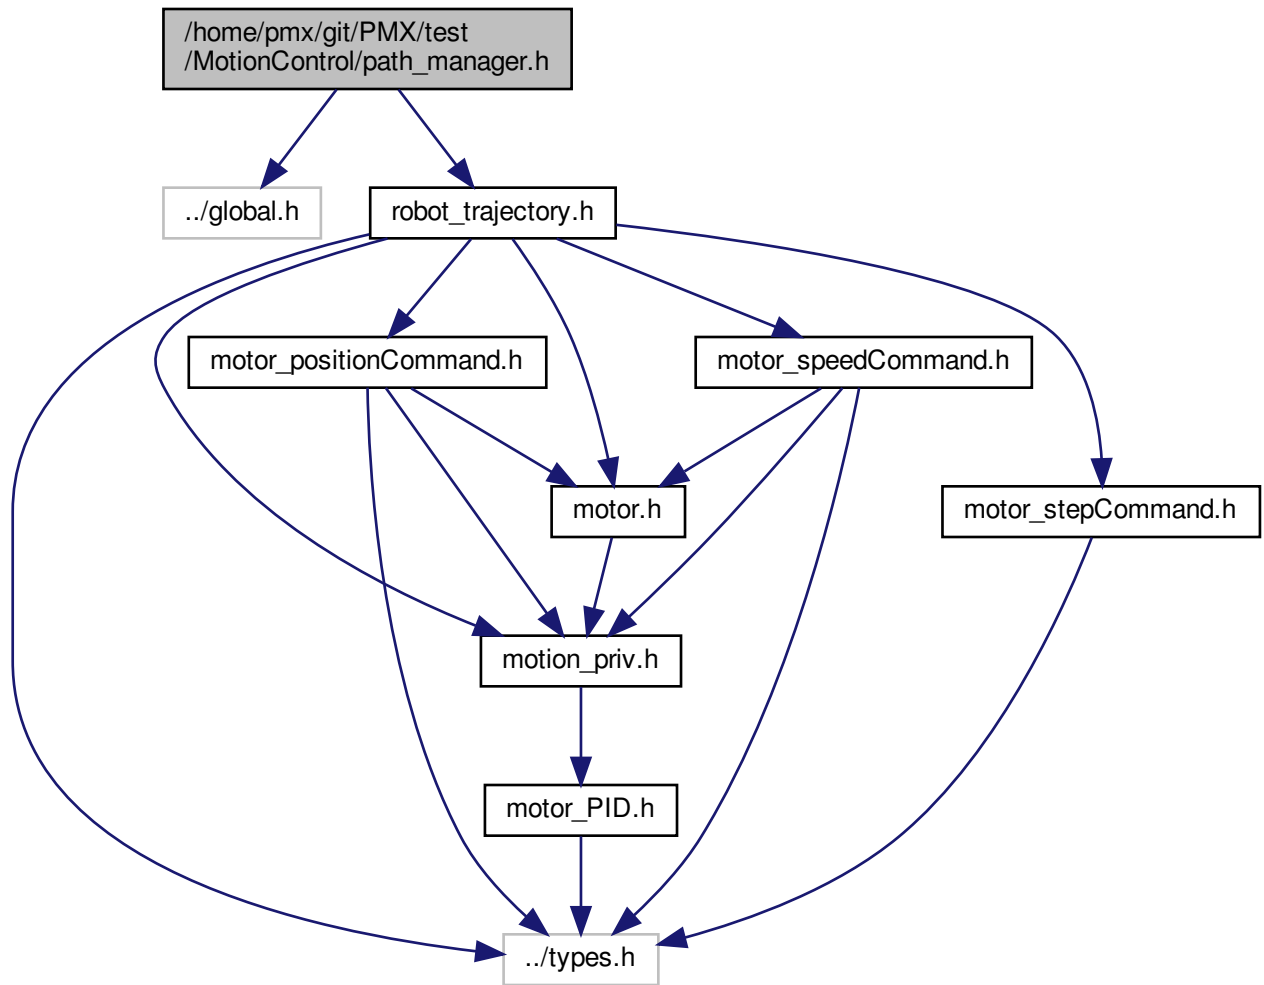 /home/pmx/git/PMX/test
/MotionControl/path_manager.h
../global.h
robot_trajectory.h
motor_positionCommand.h
motor_speedCommand.h
motor.h
motor_stepCommand.h
motion_priv.h
motor_PID.h
../types.h